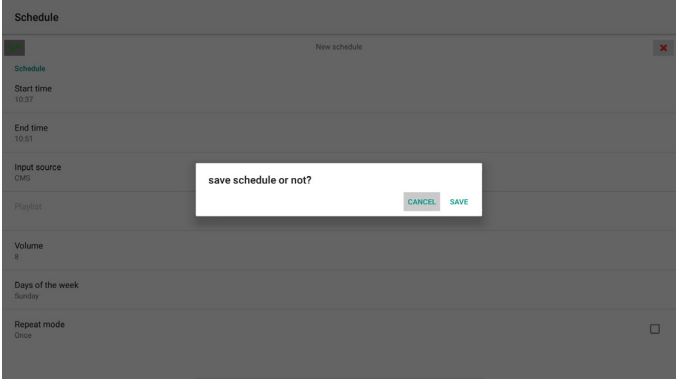 Schedule
New schedule
Schedule
Start time
10:37
End time
10:51
Input source
CMS
save schedule or not?
CANCEL SAVE
Playlist
Volume
8
Days of the week
Sunday
Repeat mode
Once